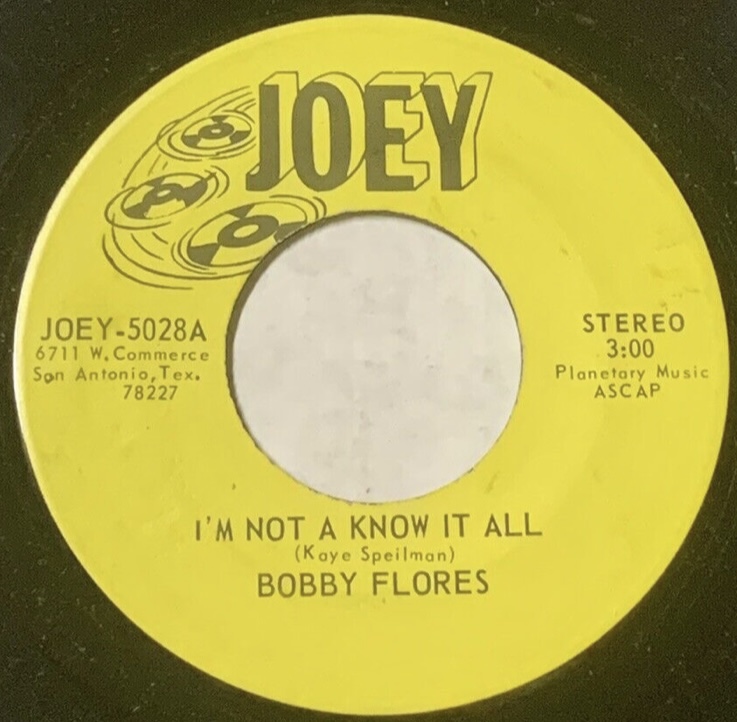 JOEY
JOEY-5028A
6711 W. Commerce
San Antonio, Tex.
78227
STEREO
3:00
Planetary Music
ASCAP
I'M NOT A KNOW IT ALL
(Kaye Speilman)
BOBBY FLORES